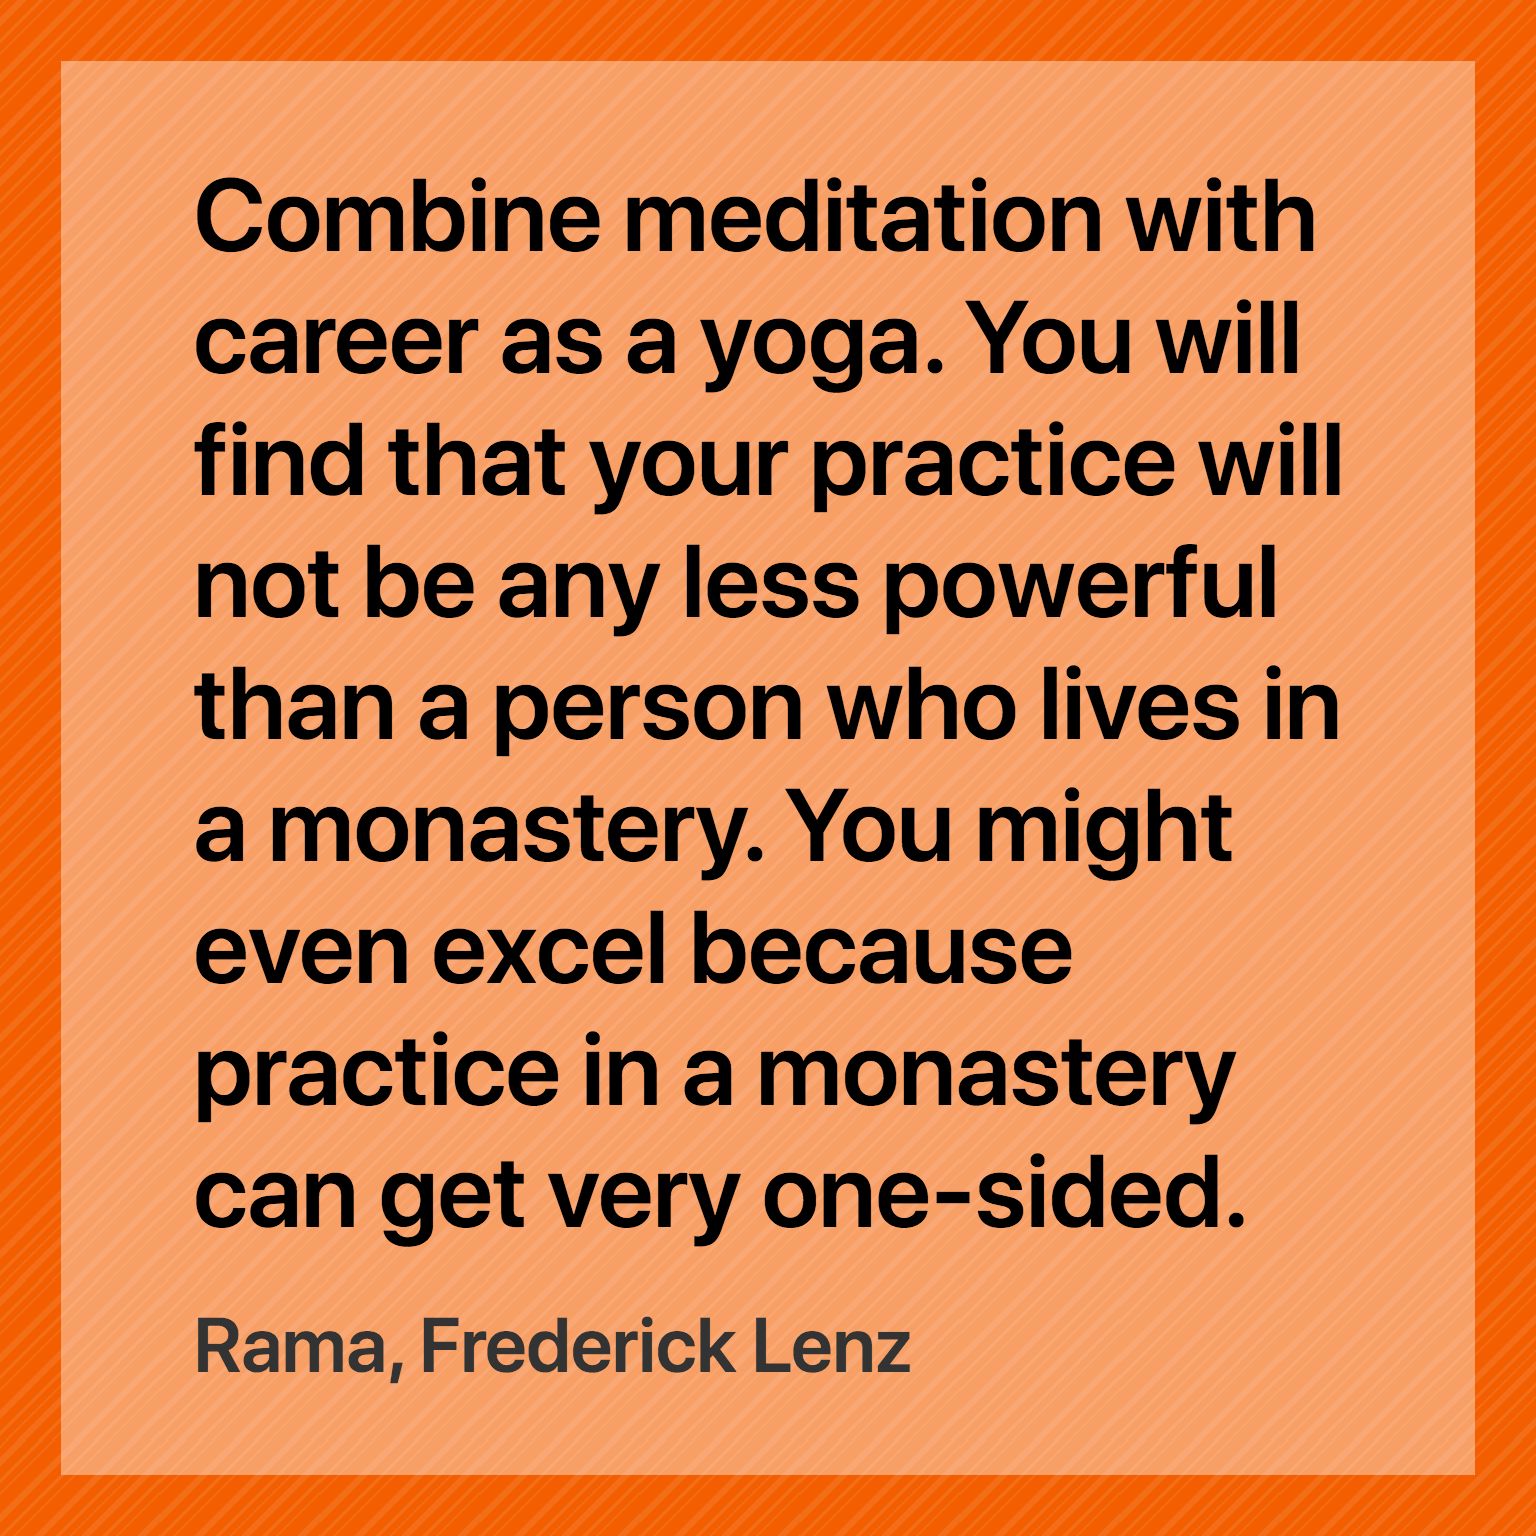 Combine meditation with
career as a yoga. You will
find that your practice will
not be any less powerful
than a person who lives in
a monastery. You might
even excel because
practice in a monastery
can get very one-sided.
Rama, Frederick Lenz